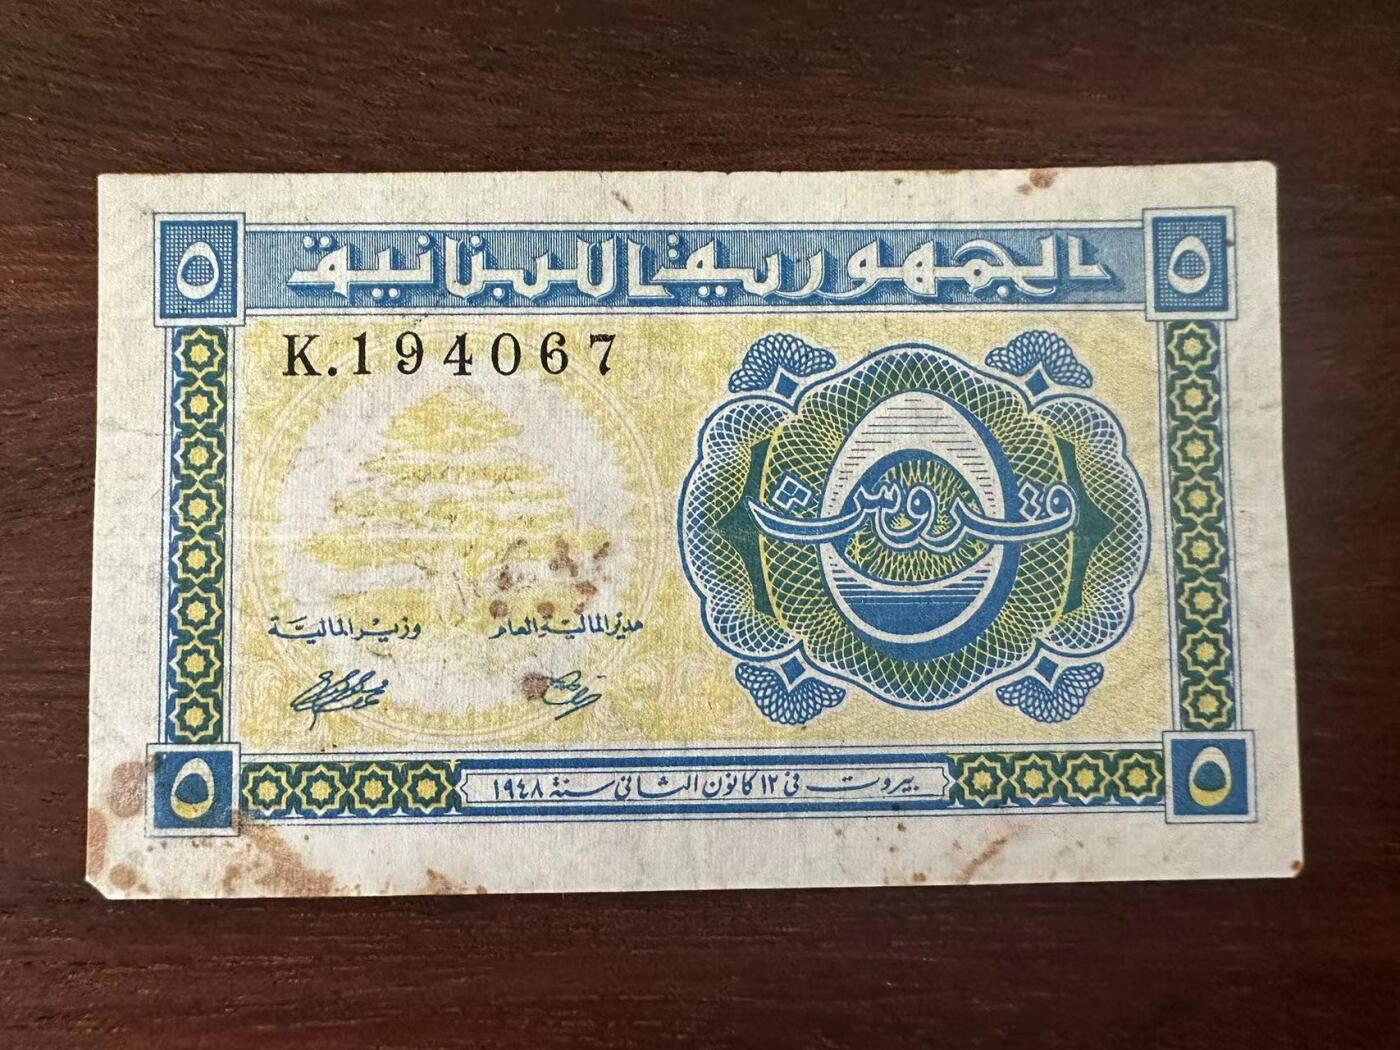 ٥ الجمهورية اللبنانية ٥
K.194067
قروش
٥
مدير المالية العام
وزير المالية
٥ بيروت في ١٢ كانون الثاني سنة ١٩٤٨ ٥